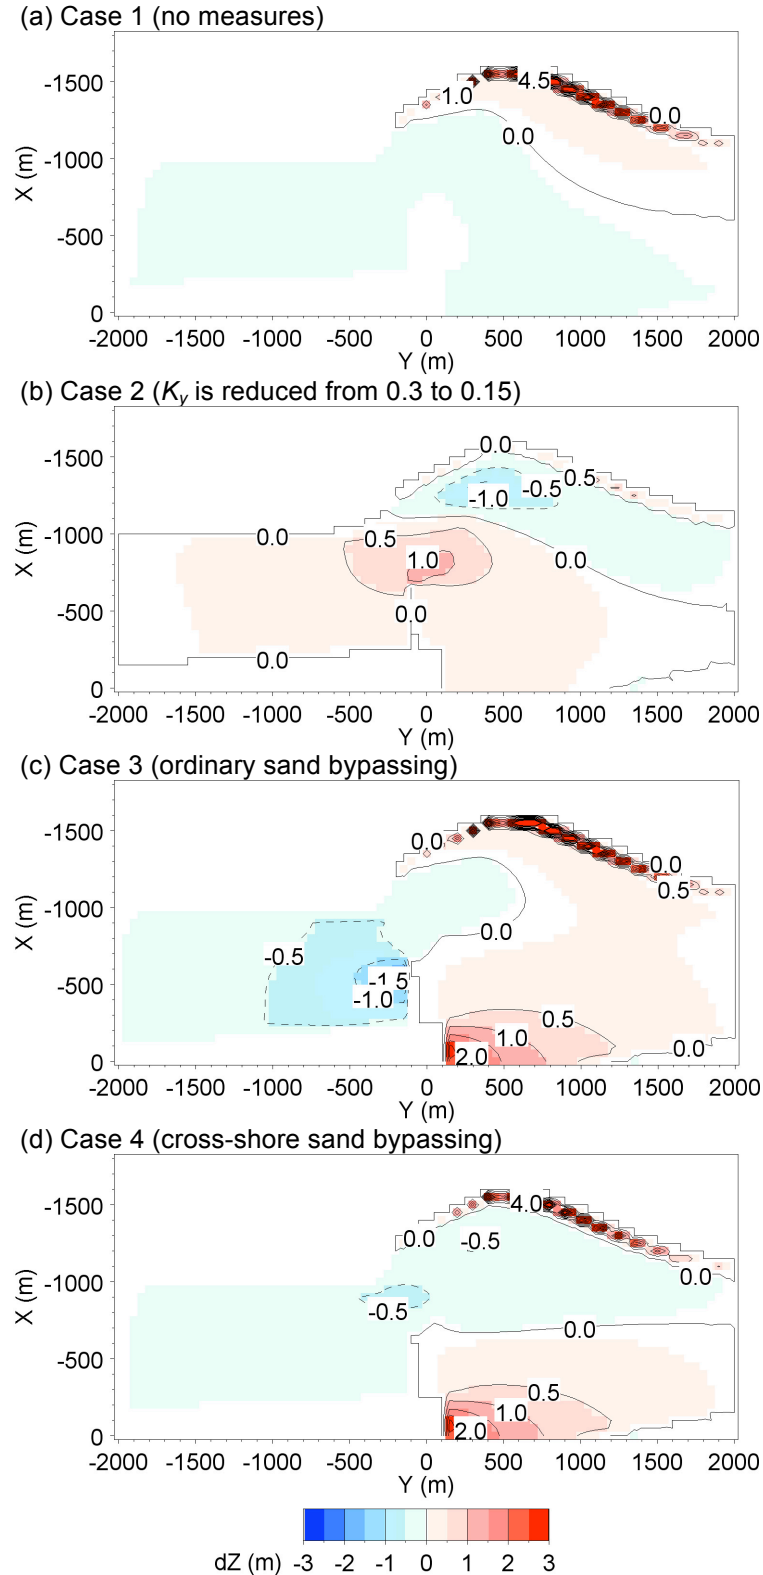 (a) Case 1 (no measures)
-1500
-1000
-500
0
X (m)
1.0
4.5
0.0
0.0
-2000 -1500 -1000 -500 0 500 1000 1500 2000
Y (m)
(b) Case 2 (Ky is reduced from 0.3 to 0.15)
-1500
-1000
-500
0
X (m)
0.0
0.5
-0.5
-1.0
0.0
0.5
1.0
0.0
0.0
0.0
-2000 -1500 -1000 -500 0 500 1000 1500 2000
Y (m)
(c) Case 3 (ordinary sand bypassing)
-1500
-1000
-500
0
X (m)
0.0
0.0
0.5
0.0
-0.5
-1.5
-1.0
0.5
1.0
2.0
0.0
-2000 -1500 -1000 -500 0 500 1000 1500 2000
Y (m)
(d) Case 4 (cross-shore sand bypassing)
-1500
-1000
-500
0
X (m)
4.0
0.0
-0.5
0.0
-0.5
0.0
0.5
1.0
2.0
-2000 -1500 -1000 -500 0 500 1000 1500 2000
Y (m)
dZ (m) -3 -2 -1 0 1 2 3